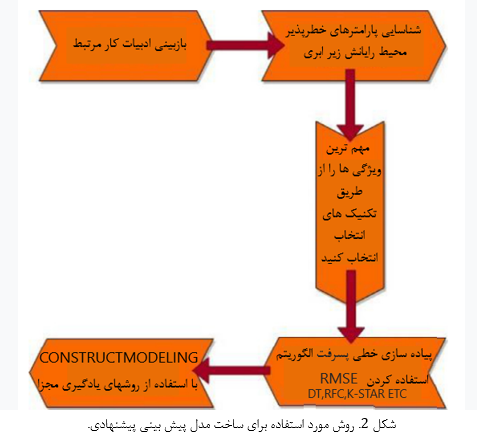 بازبینی ادبیات کار مرتبط
شناسایی پارامترهای خطرپذیر
محیط رایانش زیر ابری
مهم ترین
ویژگی ها را از
طریق
تکنیک های
انتخاب
انتخاب کنید
پیاده سازی خطی پسرفت الگوریتم
استفاده کردن RMSE
DT,RFC,K-STAR ETC
CONSTRUCTMODELING
با استفاده از روشهای یادگیری مجزا
شکل 2. روش مورد استفاده برای ساخت مدل پیش بینی پیشنهادی.